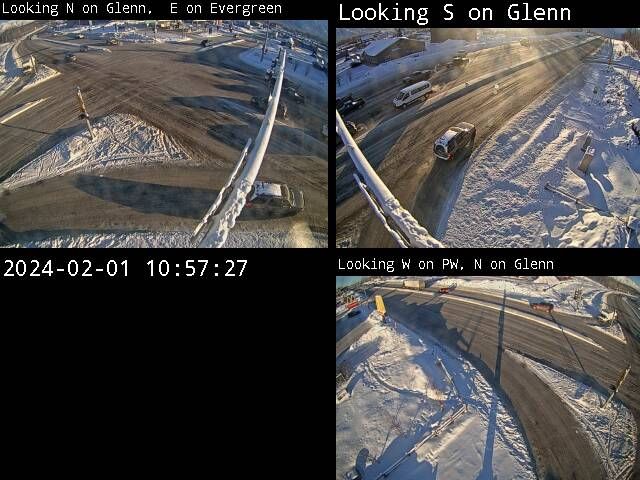 Looking N on Glenn,  E on Evergreen
Looking S on Glenn
2024-02-01 10:57:27
Looking W on PW, N on Glenn